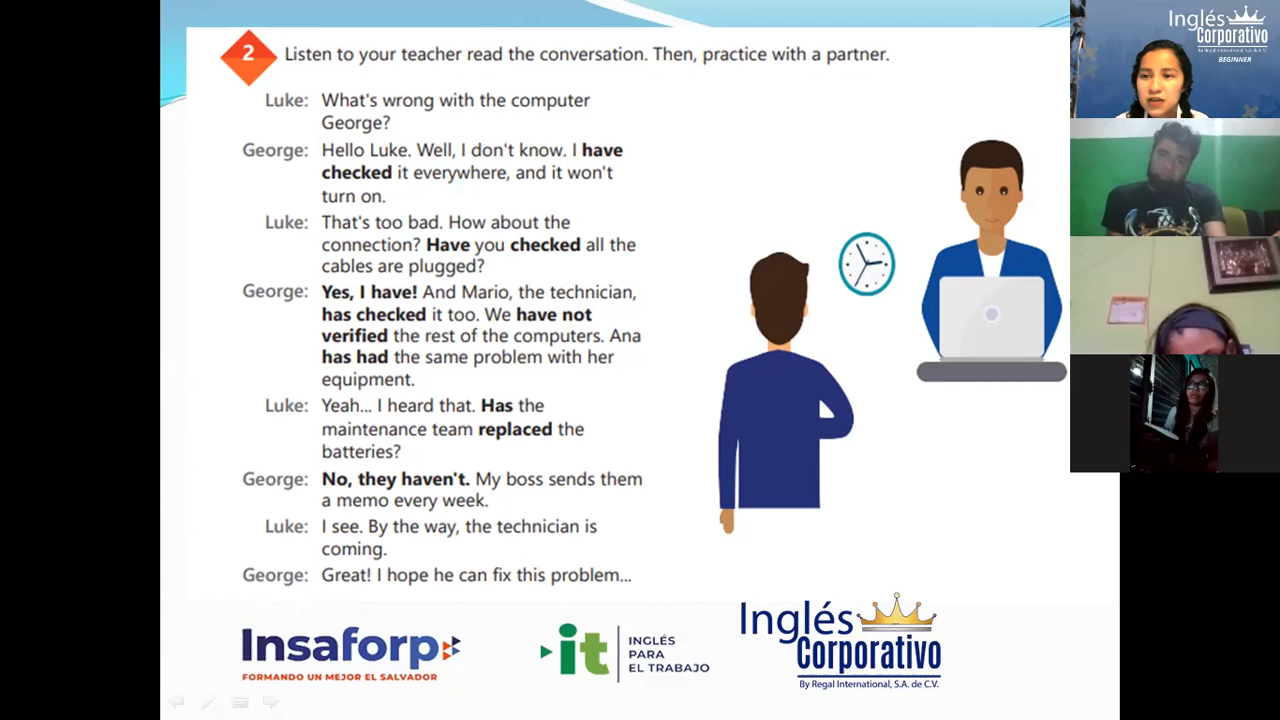 2 Listen to your teacher read the conversation. Then, practice with a partner.
Luke: What's wrong with the computer
George?
George: Hello Luke. Well, I don't know. I have
checked it everywhere, and it won't
turn on.
Luke: That's too bad. How about the
connection? Have you checked all the
cables are plugged?
George: Yes, I have! And Mario, the technician,
has checked it too. We have not
verified the rest of the computers. Ana
has had the same problem with her
equipment.
Luke: Yeah... I heard that. Has the
maintenance team replaced the
batteries?
George: No, they haven't. My boss sends them
a memo every week.
Luke: I see. By the way, the technician is
coming.
George: Great! I hope he can fix this problem...
Insaforp
FORMANDO UN MEJOR EL SALVADOR
it
INGLÉS
PARA
EL TRABAJO
Inglés
Corporativo
By Regal International, S.A. de C.V.
Inglés
Corporativo
By Regal International, S.A. de C.V.
BEGINNER